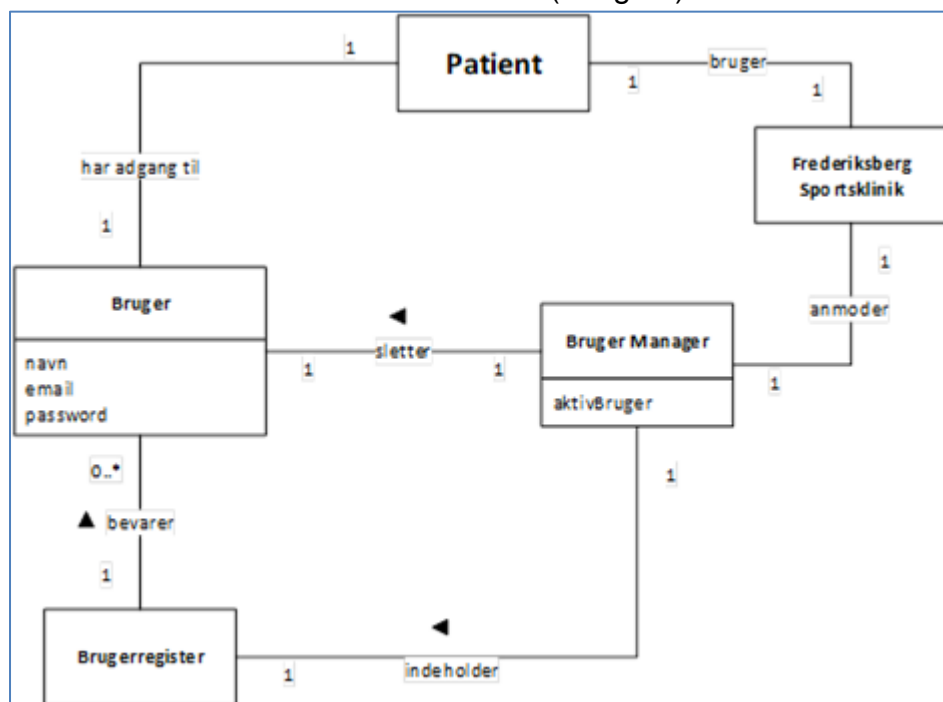 1
Patient
1
bruger
1
har adgang til
1
Frederiksberg
Sportsklinik
1
anmoder
1
Bruger
navn
email
password
1
sletter
1
Bruger Manager
aktivBruger
0..*
bevarer
1
1
Brugerregister
1
indeholder